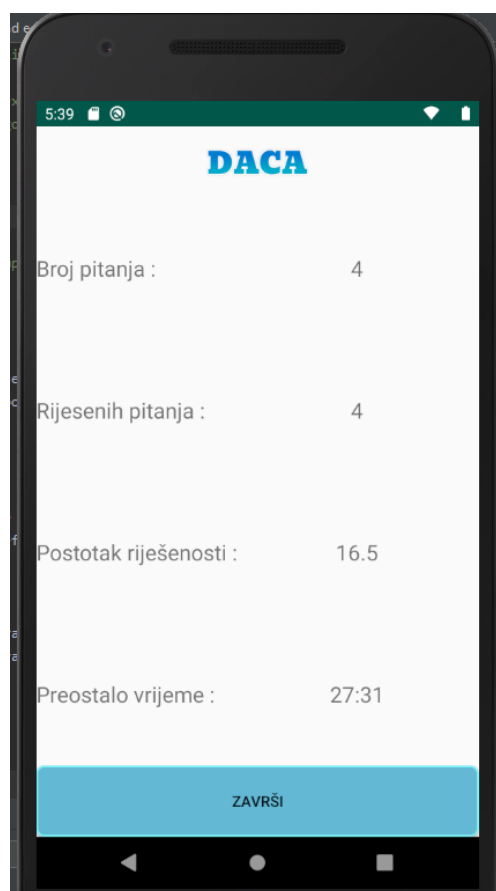 5:39
DACA
Broj pitanja : 4
Rijesenih pitanja : 4
Postotak riješenosti : 16.5
Preostalo vrijeme : 27:31
ZAVRŠI